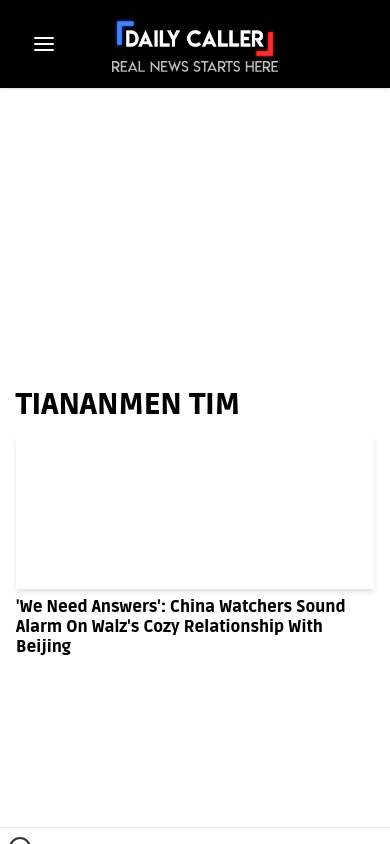 DAILY CALLER
REAL NEWS STARTS HERE
TIANANMEN TIM
'We Need Answers': China Watchers Sound
Alarm On Walz's Cozy Relationship With
Beijing